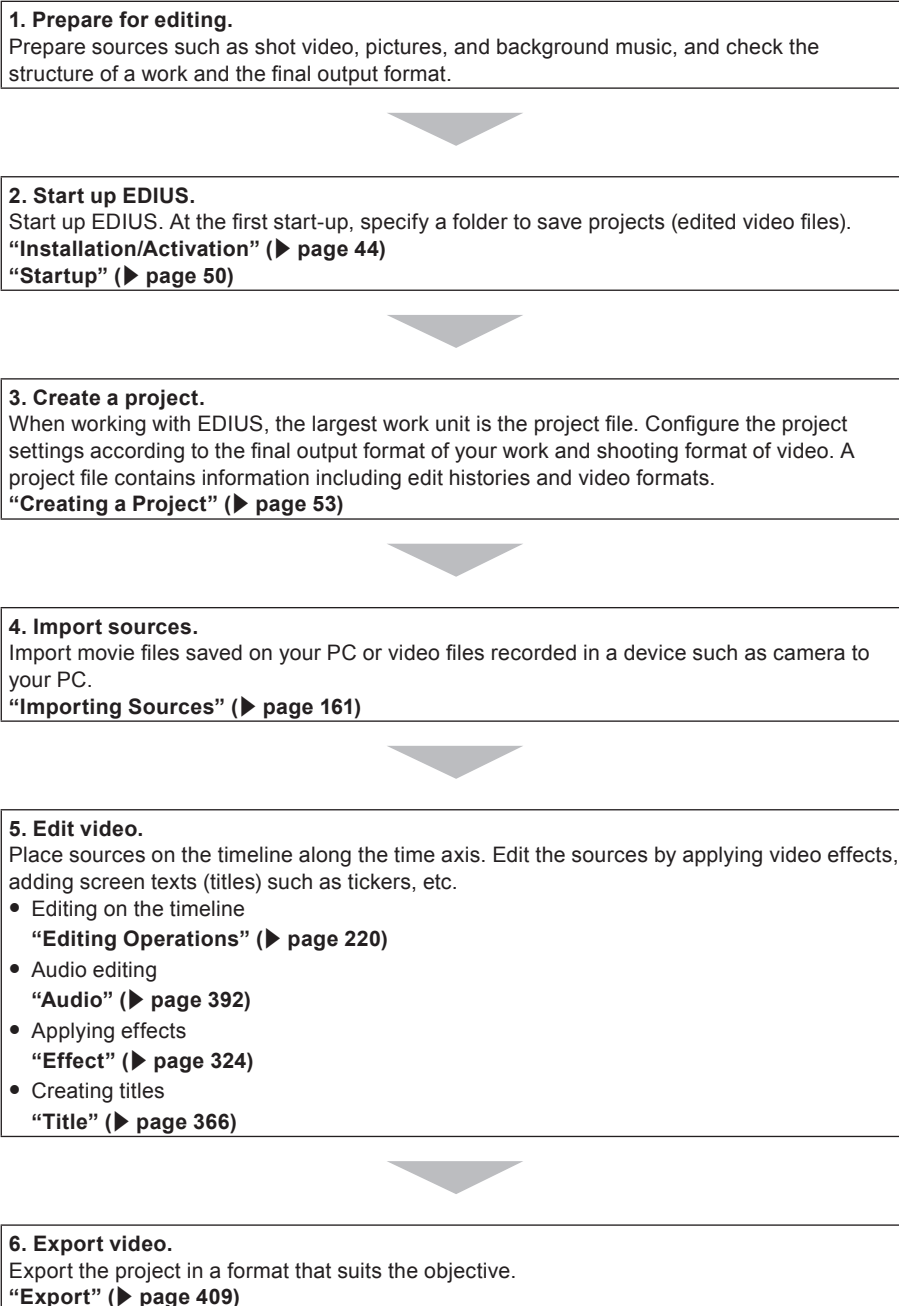 1. Prepare for editing.
Prepare sources such as shot video, pictures, and background music, and check the
structure of a work and the final output format.
2. Start up EDIUS.
Start up EDIUS. At the first start-up, specify a folder to save projects (edited video files).
“Installation/Activation” (▶ page 44)
“Startup” (▶ page 50)
3. Create a project.
When working with EDIUS, the largest work unit is the project file. Configure the project
settings according to the final output format of your work and shooting format of video. A
project file contains information including edit histories and video formats.
“Creating a Project” (▶ page 53)
4. Import sources.
Import movie files saved on your PC or video files recorded in a device such as camera to
your PC.
“Importing Sources” (▶ page 161)
5. Edit video.
Place sources on the timeline along the time axis. Edit the sources by applying video effects,
adding screen texts (titles) such as tickers, etc.
• Editing on the timeline
“Editing Operations” (▶ page 220)
• Audio editing
“Audio” (▶ page 392)
• Applying effects
“Effect” (▶ page 324)
• Creating titles
“Title” (▶ page 366)
6. Export video.
Export the project in a format that suits the objective.
“Export” (▶ page 409)